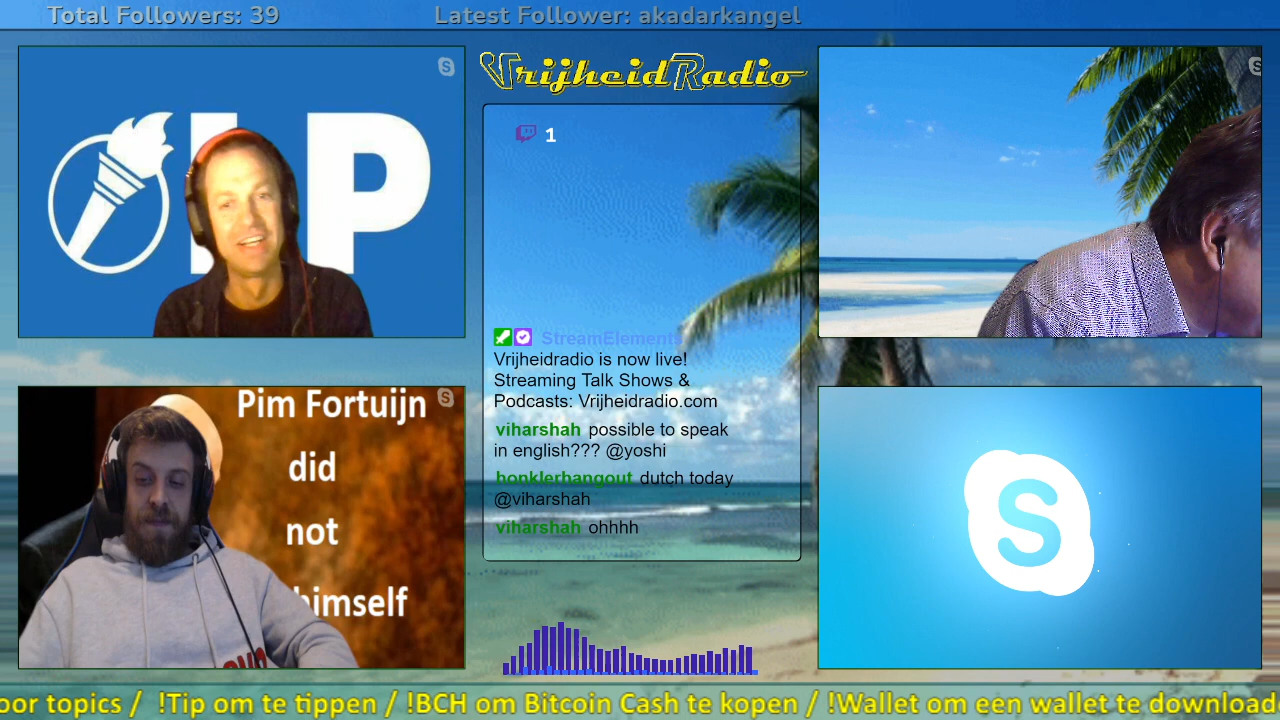 Total Followers: 39
Latest Follower: akadarkangel
VrijheidRadio
LP
1
StreamElements
Vrijheidradio is now live!
Streaming Talk Shows &
Podcasts: Vrijheidradio.com
viharshah possible to speak
in english??? @yoshi
honklerhangout dutch today
@viharshah
viharshah ohhhh
Pim Fortuijn
did
not
himself
oor topics / !Tip om te tippen / !BCH om Bitcoin Cash te kopen / !Wallet om een wallet te download